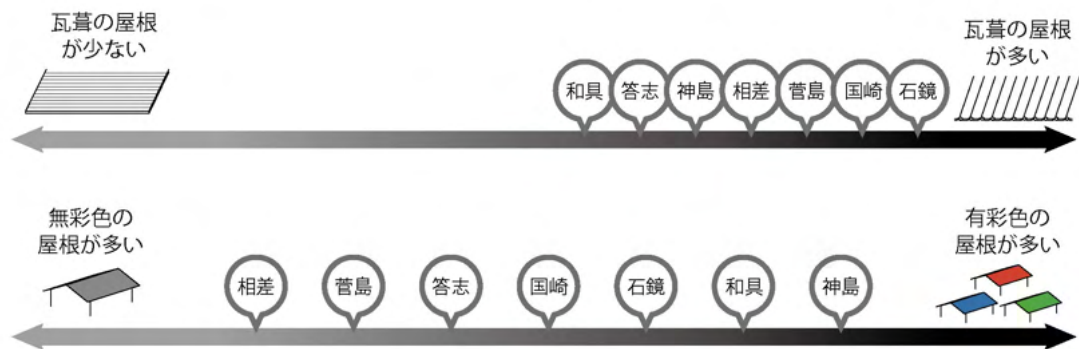 瓦葺の屋根
が少ない
瓦葺の屋根
が多い
和具
答志
神島
相差
菅島
国崎
石鏡
無彩色の
屋根が多い
有彩色の
屋根が多い
相差
菅島
答志
国崎
石鏡
和具
神島